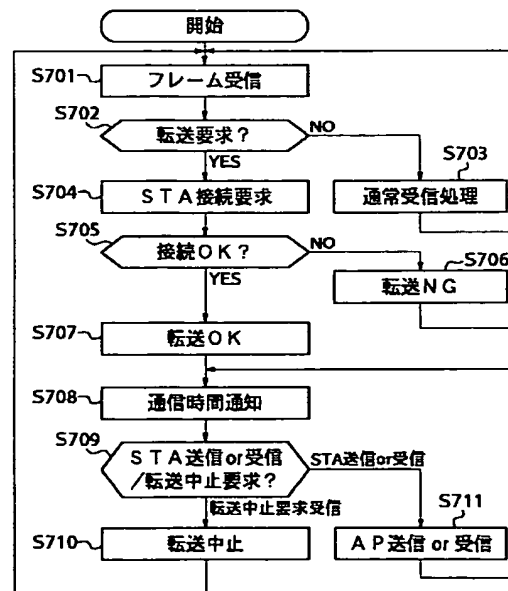 開始
S701
フレーム受信
S702
転送要求?
NO
YES
S703
通常受信処理
S704
STA接続要求
S705
接続OK?
NO
YES
S706
転送NG
S707
転送OK
S708
通信時間通知
S709
STA送信or受信
/転送中止要求?
STA送信or受信
転送中止要求受信
S710
転送中止
S711
AP送信 or 受信